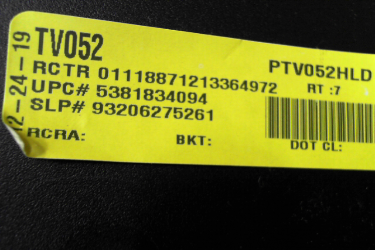 12-24-19
TV052
PTV052HLD
RCTR 01118871213364972
RT :7
UPC# 5381834094
SLP# 93206275261
RCRA:
BKT:
DOT CL: